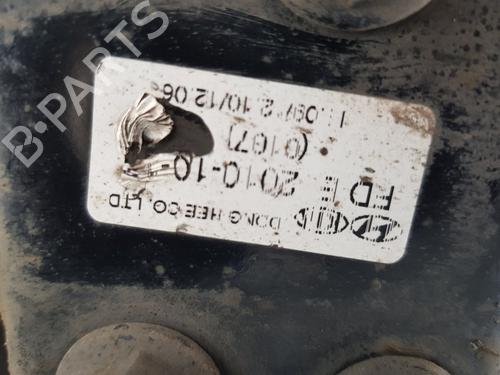 DONG HEE CO. LTD
FD E
2010-10
(0107)
B-PARTS